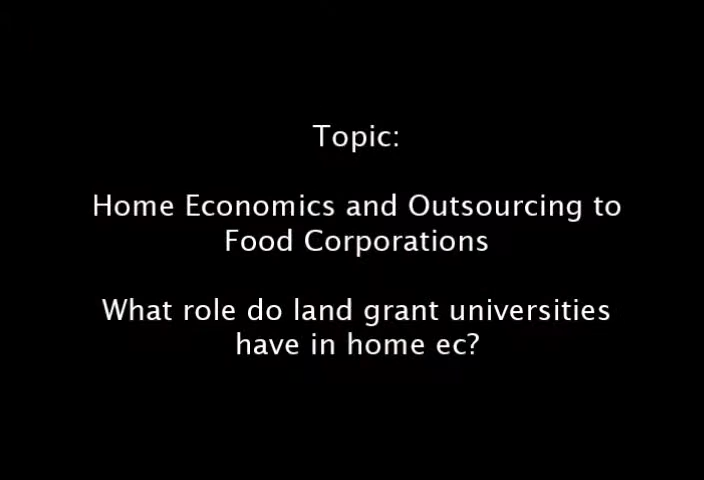 Topic:
Home Economics and Outsourcing to
Food Corporations
What role do land grant universities
have in home ec?